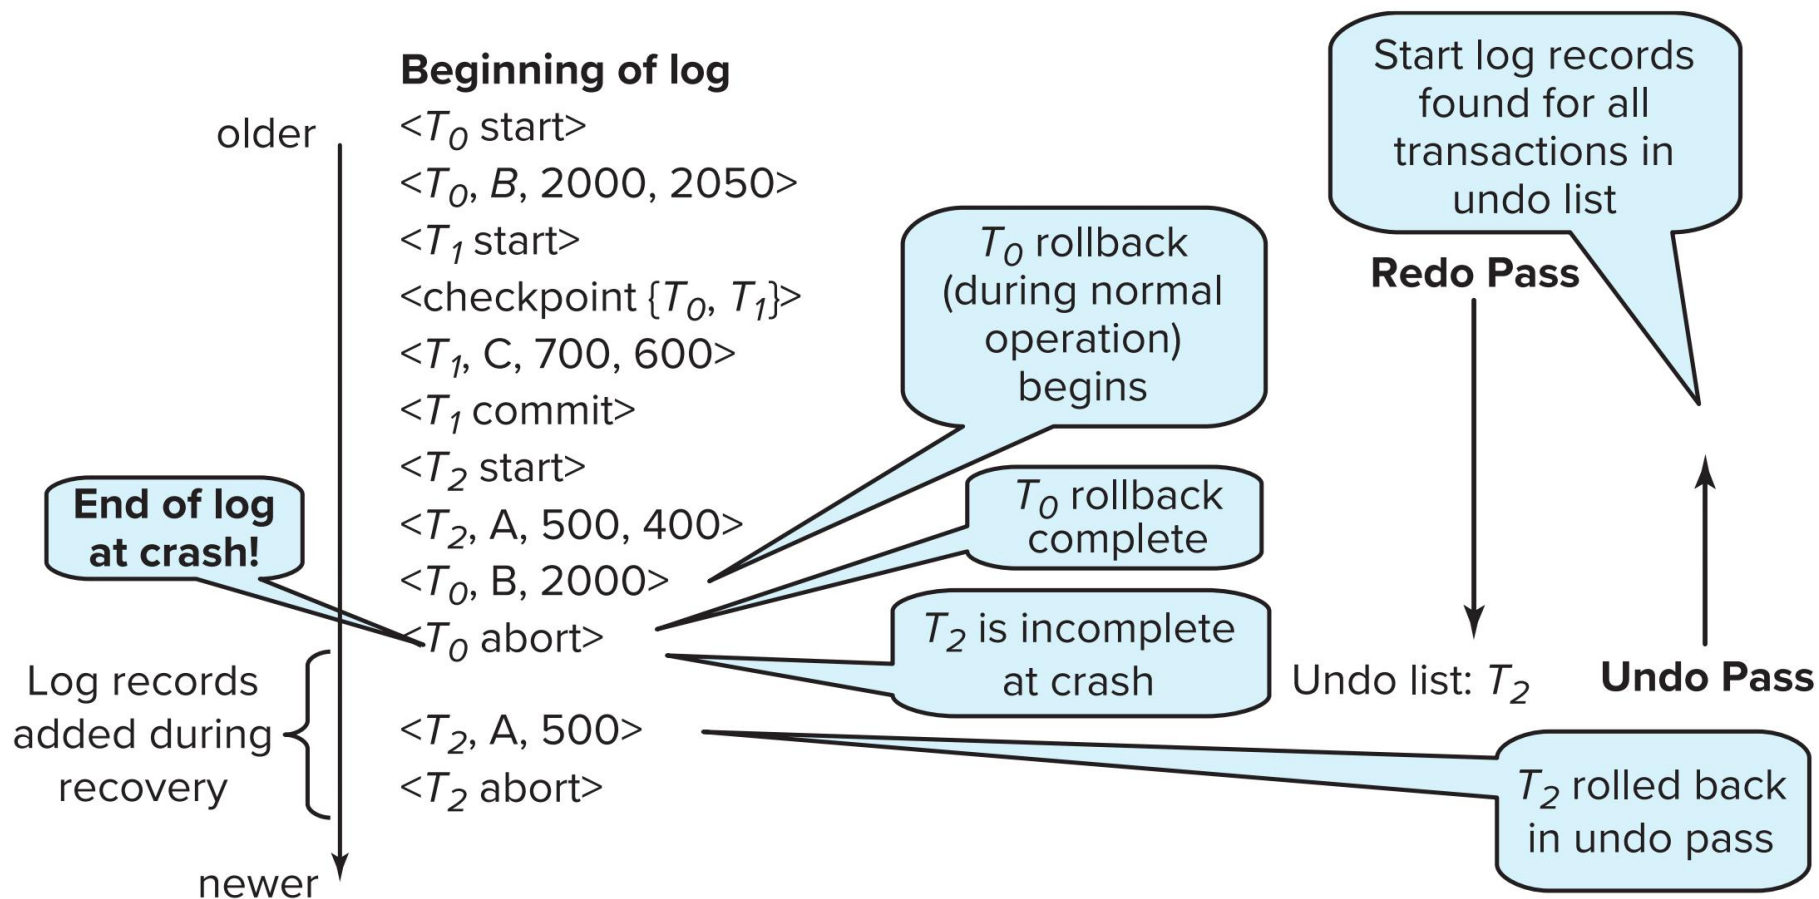 Beginning of log
older
<T0 start>
<T0, B, 2000, 2050>
<T1 start>
<checkpoint {T0, T1}>
<T1, C, 700, 600>
<T1 commit>
<T2 start>
<T2, A, 500, 400>
<T0, B, 2000>
<T0 abort>
<T2, A, 500>
<T2 abort>
newer
End of log
at crash!
Log records
added during
recovery
T0 rollback
(during normal
operation)
begins
T0 rollback
complete
T2 is incomplete
at crash
Start log records
found for all
transactions in
undo list
Redo Pass
Undo list: T2
Undo Pass
T2 rolled back
in undo pass